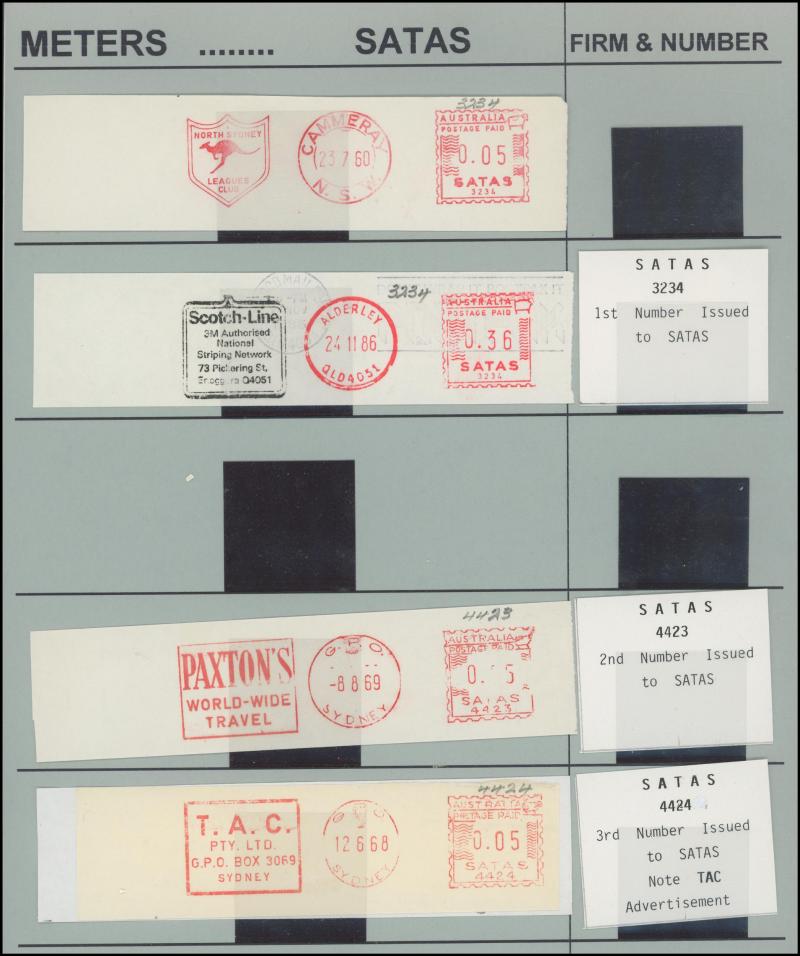 METERS ........ SATAS FIRM & NUMBER
3234
NORTH SYDNEY
LEAGUES
CLUB
CAMMERAY
23 7 60
N.S.W.
AUSTRALIA
POSTAGE PAID
0.05
SATAS
3234
3234
Scotch-Line
3M Authorised
National
Striping Network
73 Pickering St,
Enoggera Q4051
ALDERLEY
24 11 86
QLD4051
AUSTRALIA
POSTAGE PAID
0.36
SATAS
3234
SATAS
3234
1st Number Issued
to SATAS
4423
PAXTON'S
WORLD-WIDE
TRAVEL
G.P.O.
-8 8 69
SYDNEY
AUSTRALIA
POSTAGE PAID
SATAS
4423
SATAS
4423
2nd Number Issued
to SATAS
4424
T.A.C.
PTY. LTD.
G.P.O. BOX 3069
SYDNEY
12 6 68
SYDNEY
AUSTRALIA
POSTAGE PAID
0.05
SATAS
4424
SATAS
4424
3rd Number Issued
to SATAS
Note TAC
Advertisement